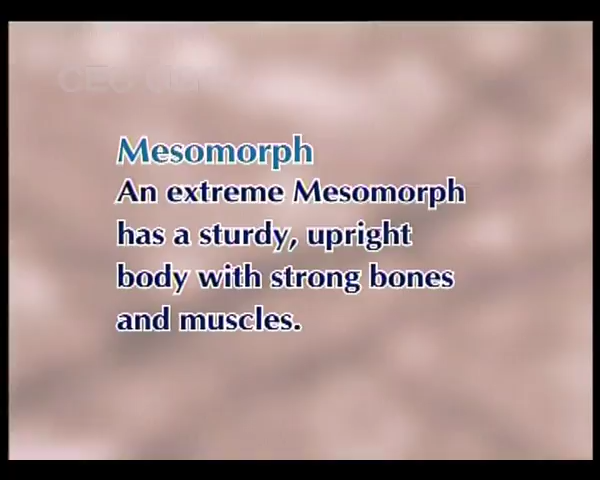 Mesomorph
An extreme Mesomorph
has a sturdy, upright
body with strong bones
and muscles.